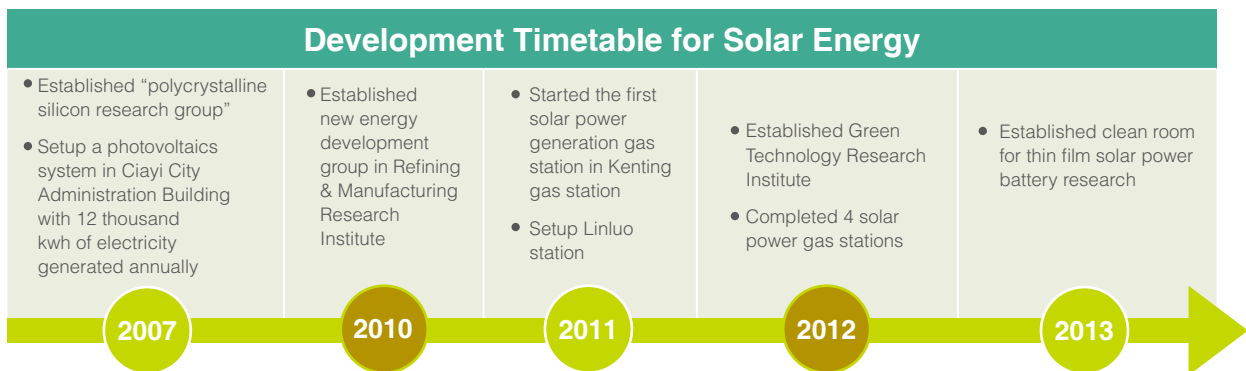 Development Timetable for Solar Energy
• Established “polycrystalline
silicon research group”
• Setup a photovoltaics
system in Ciayi City
Administration Building
with 12 thousand
kwh of electricity
generated annually
• Established
new energy
development
group in Refining
& Manufacturing
Research
Institute
• Started the first
solar power
generation gas
station in Kenting
gas station
• Setup Linluo
station
• Established Green
Technology Research
Institute
• Completed 4 solar
power gas stations
• Established clean room
for thin film solar power
battery research
2007
2010
2011
2012
2013